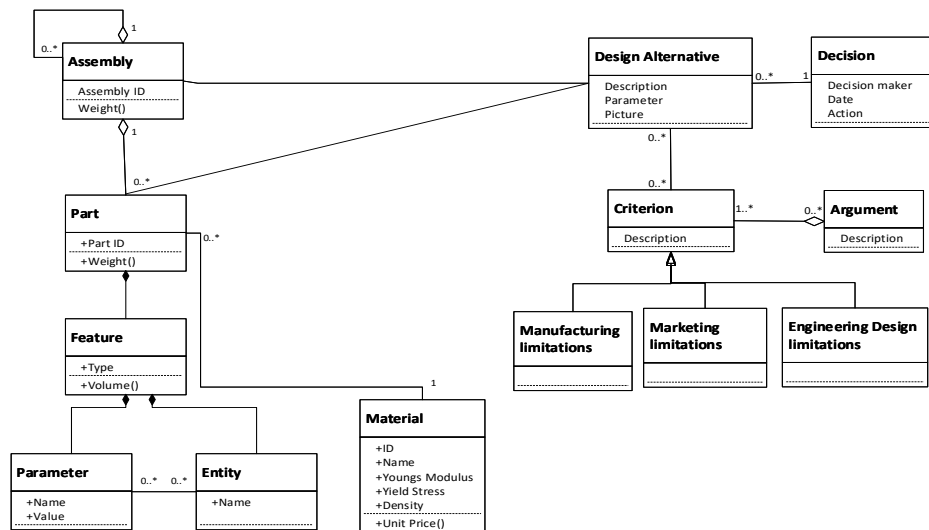 1
0..*
Assembly
Assembly ID
Weight()
1
0..*
Design Alternative
Description
Parameter
Picture
0..*
1
Decision
Decision maker
Date
Action
0..*
0..*
Part
+Part ID
+Weight()
0..*
Criterion
Description
1..*
0..*
Argument
Description
Manufacturing
limitations
Marketing
limitations
Engineering Design
limitations
Feature
+Type
+Volume()
1
Material
+ID
+Name
+Youngs Modulus
+Yield Stress
+Density
+Unit Price()
Parameter
+Name
+Value
0..*
0..*
Entity
+Name